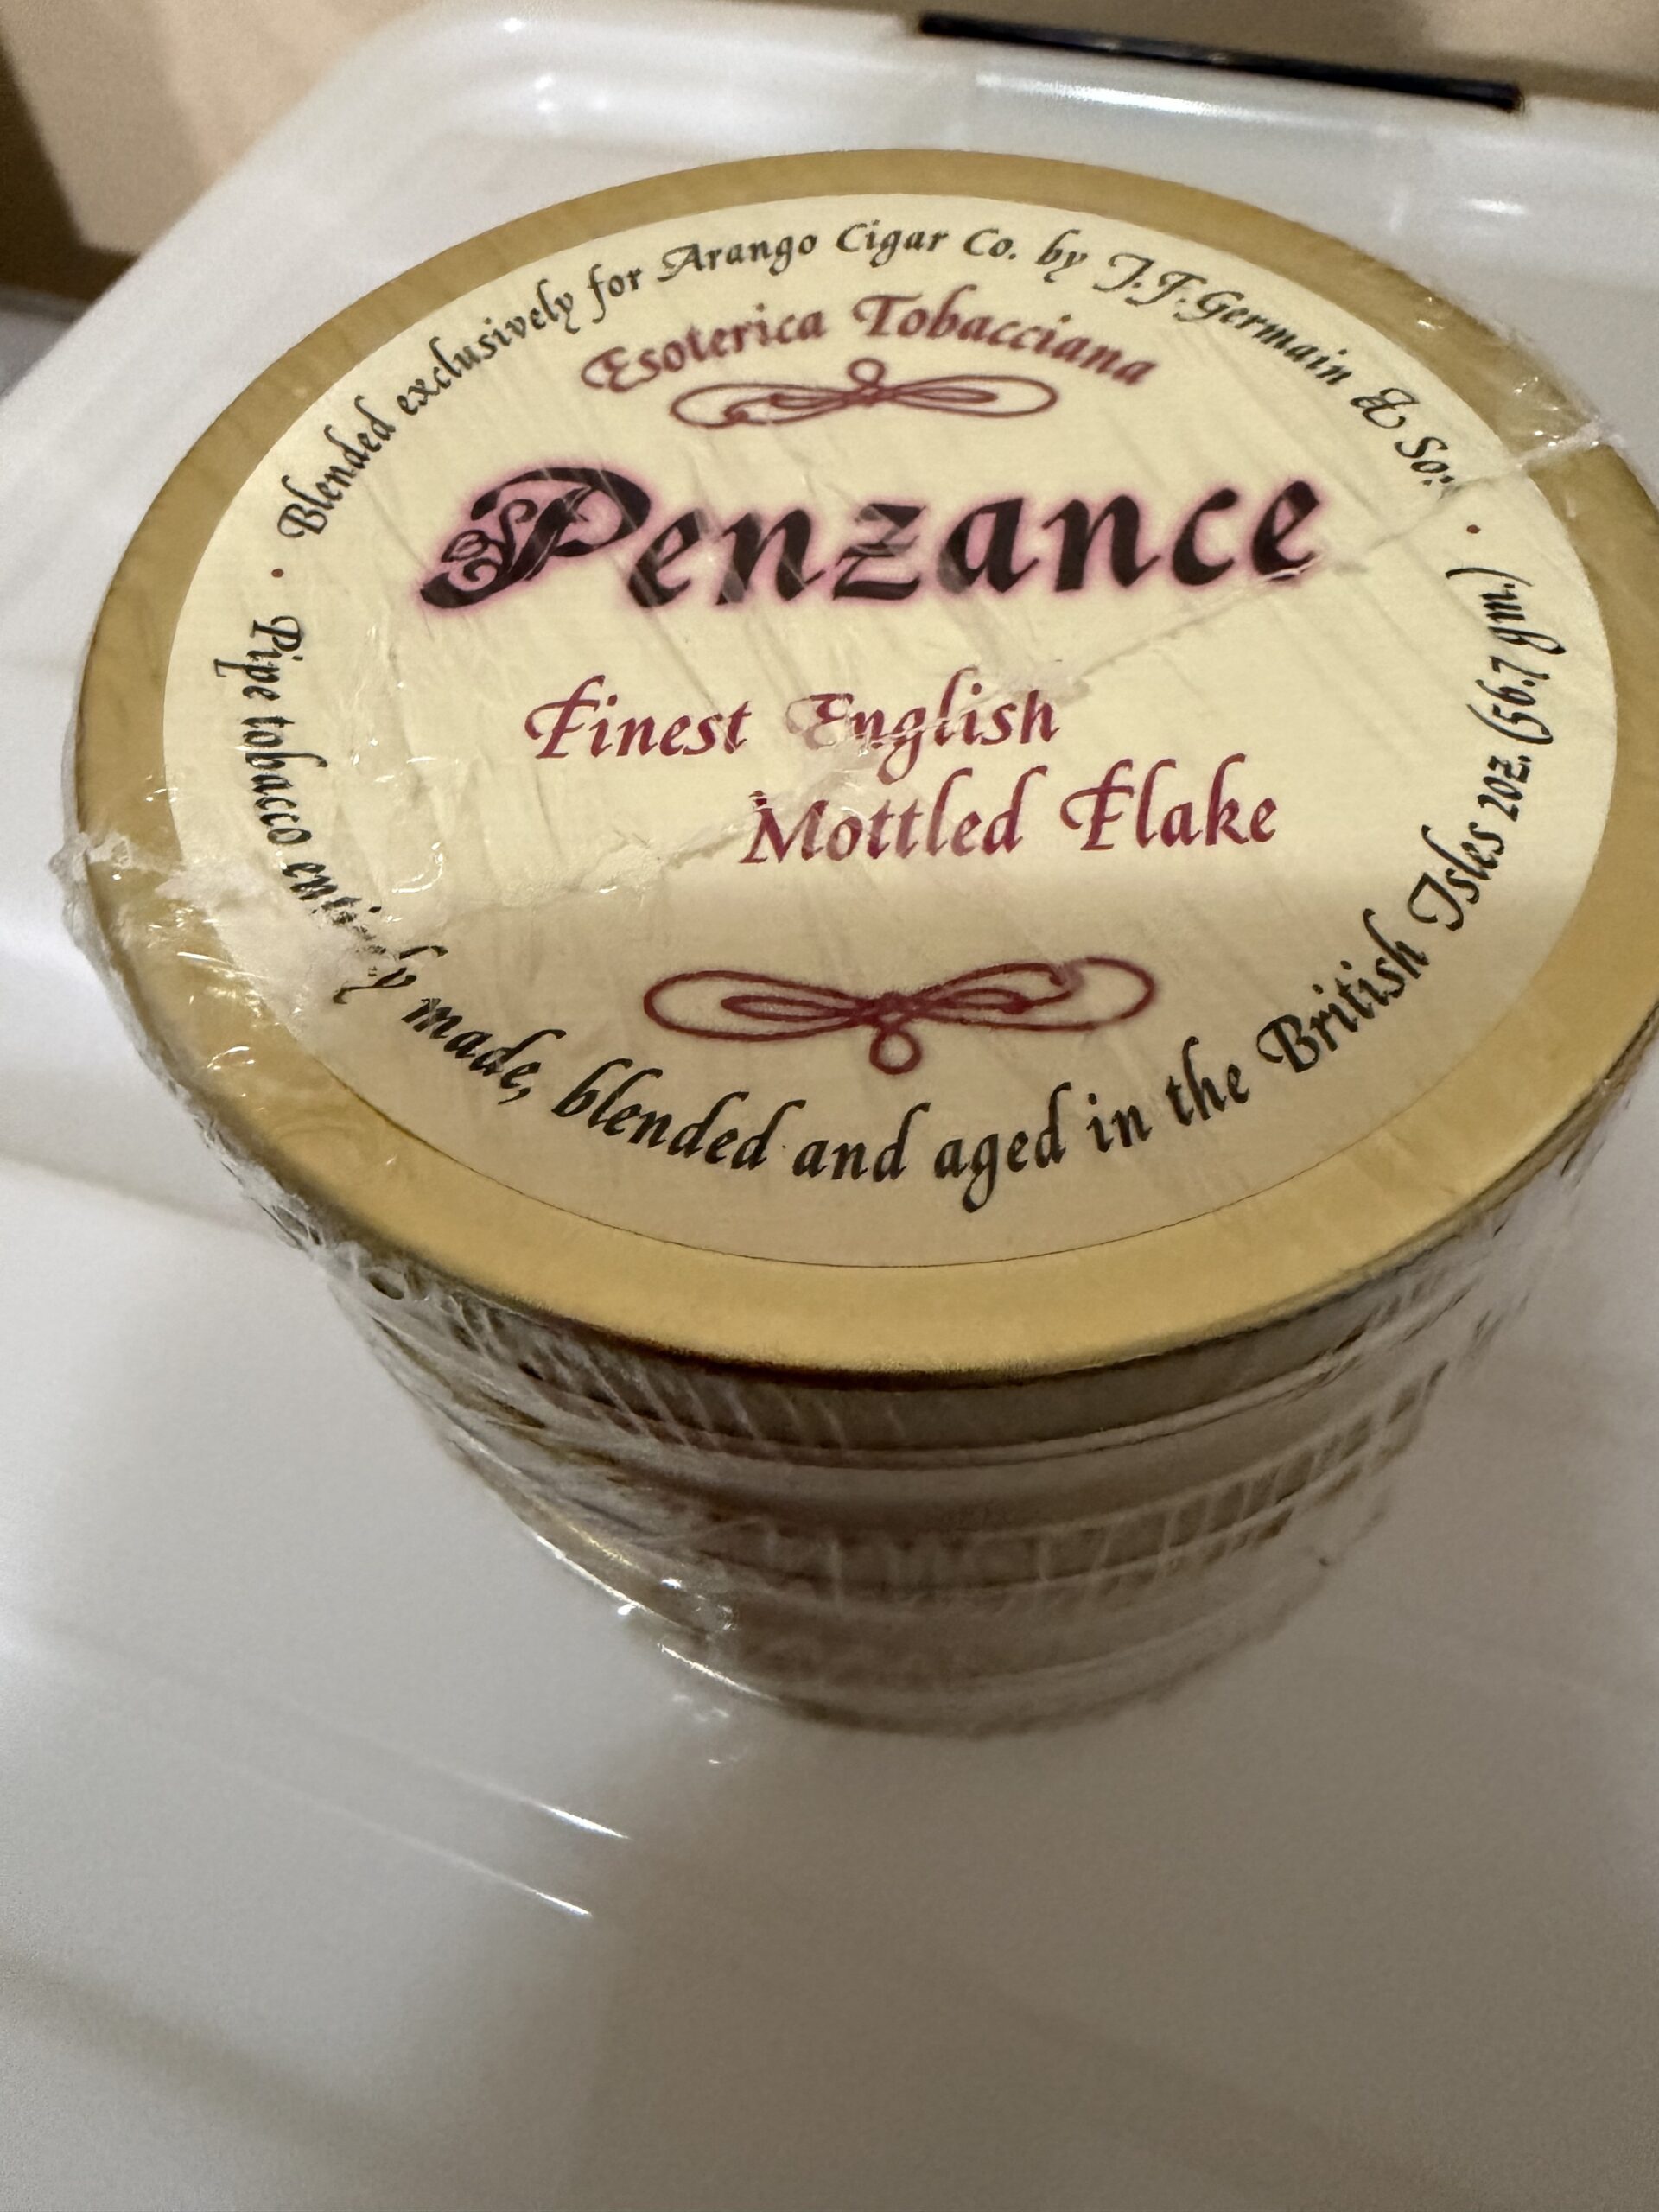 Blended exclusively for Arango Cigar Co. by J.F. Germain & Son
Esoterica Tobacciana
Penzance
Finest English
Mottled Flake
Pipe tobacco entirely made, blended and aged in the British Isles 2oz. (56.7 gm.)